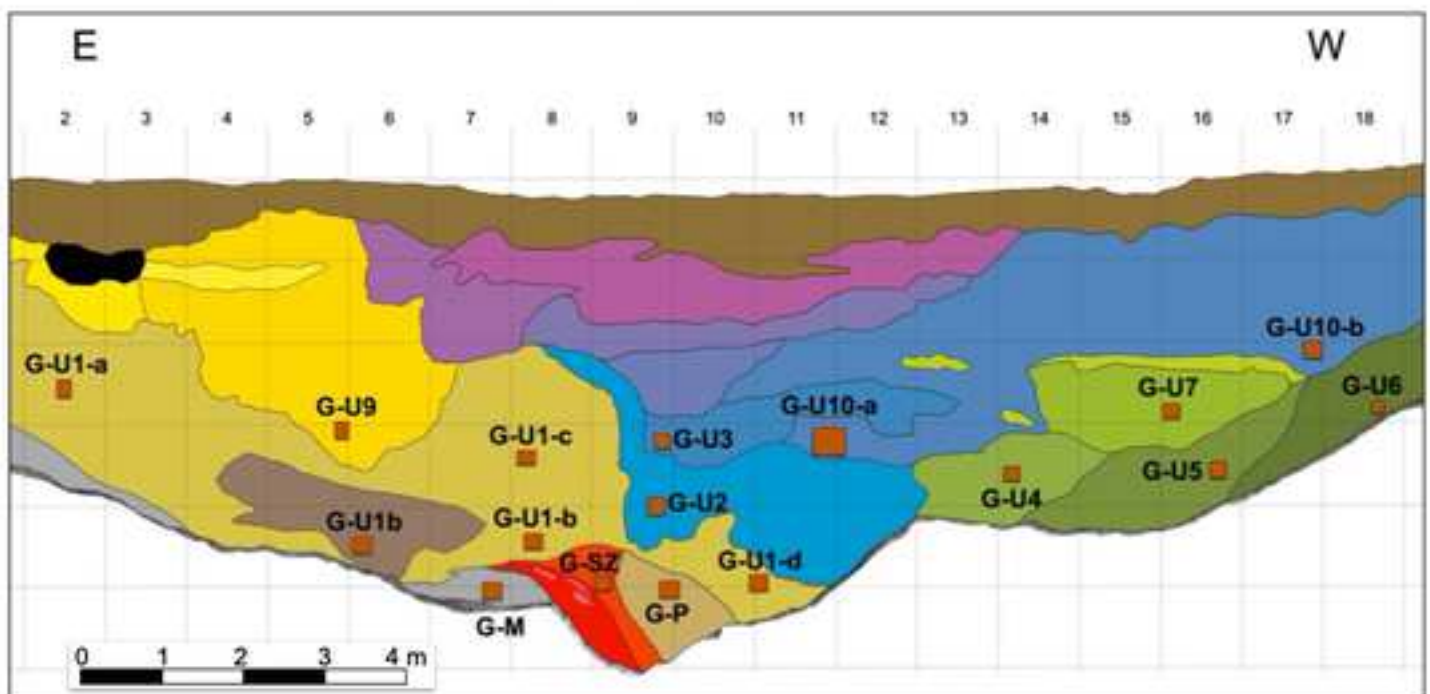 E W
2 3 4 5 6 7 8 9 10 11 12 13 14 15 16 17 18
G-U10-b
G-U1-a
G-U7
G-U6
G-U9
G-U10-a
G-U1-c
G-U3
G-U5
G-U4
G-U2
G-U1b
G-U1-b
G-SZ
G-U1-d
G-P
G-M
0 1 2 3 4 m